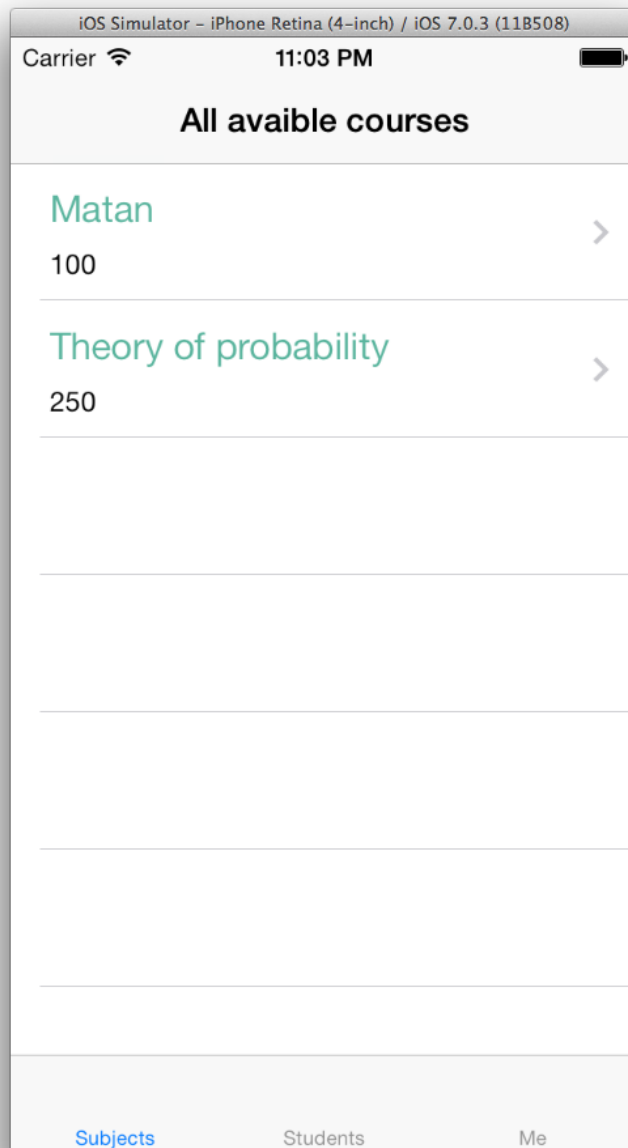 iOS Simulator – iPhone Retina (4–inch) / iOS 7.0.3 (11B508)
Carrier 11:03 PM
All avaible courses
Matan
100
Theory of probability
250
Subjects Students Me